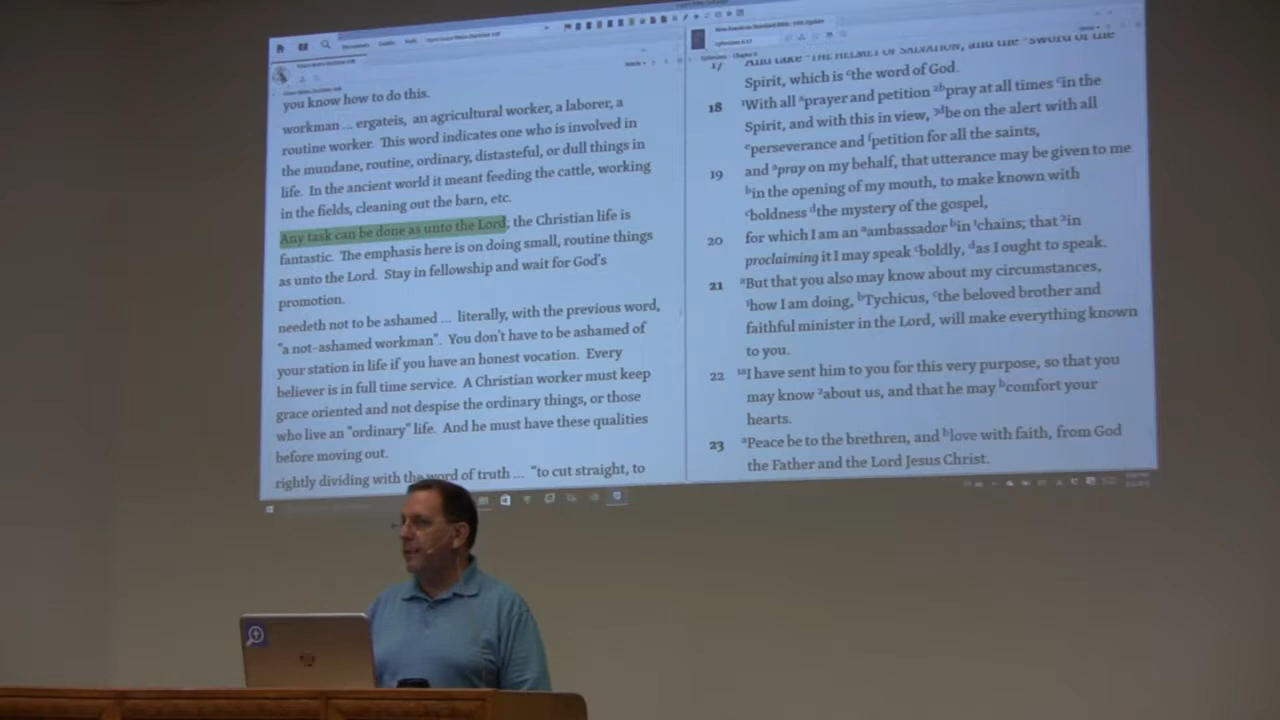 you know how to do this.
workman ... ergateis, an agricultural worker, a laborer, a
routine worker. This word indicates one who is involved in
the mundane, routine, ordinary, distasteful, or dull things in
life. In the ancient world it meant feeding the cattle, working
in the fields, cleaning out the barn, etc.
Any task can be done as unto the Lord; the Christian life is
fantastic. The emphasis here is on doing small, routine things
as unto the Lord. Stay in fellowship and wait for God's
promotion.
needeth not to be ashamed ... literally, with the previous word,
"a not-ashamed workman". You don't have to be ashamed of
your station in life if you have an honest vocation. Every
believer is in full time service. A Christian worker must keep
grace oriented and not despise the ordinary things, or those
who live an "ordinary" life. And he must have these qualities
before moving out.
rightly dividing with the word of truth ... "to cut straight, to
17 And take THE HELMET OF SALVATION, and the sword of the
Spirit, which is the word of God.
18 With all prayer and petition pray at all times in the
Spirit, and with this in view, be on the alert with all
perseverance and petition for all the saints,
19 and pray on my behalf, that utterance may be given to me
in the opening of my mouth, to make known with
boldness the mystery of the gospel,
20 for which I am an ambassador in chains; that in
proclaiming it I may speak boldly, as I ought to speak.
21 But that you also may know about my circumstances,
how I am doing, Tychicus, the beloved brother and
faithful minister in the Lord, will make everything known
to you.
22 I have sent him to you for this very purpose, so that you
may know about us, and that he may comfort your
hearts.
23 Peace be to the brethren, and love with faith, from God
the Father and the Lord Jesus Christ.